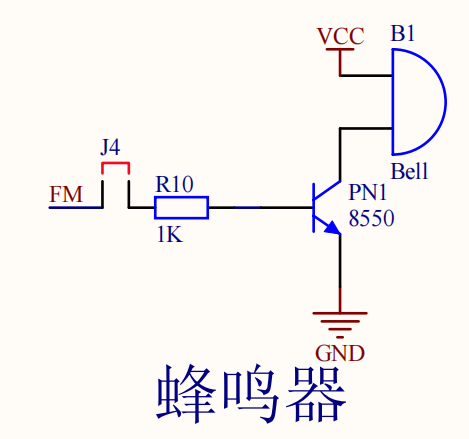 VCC
B1
J4
FM
R10
1K
Bell
PN1
8550
GND
蜂鸣器